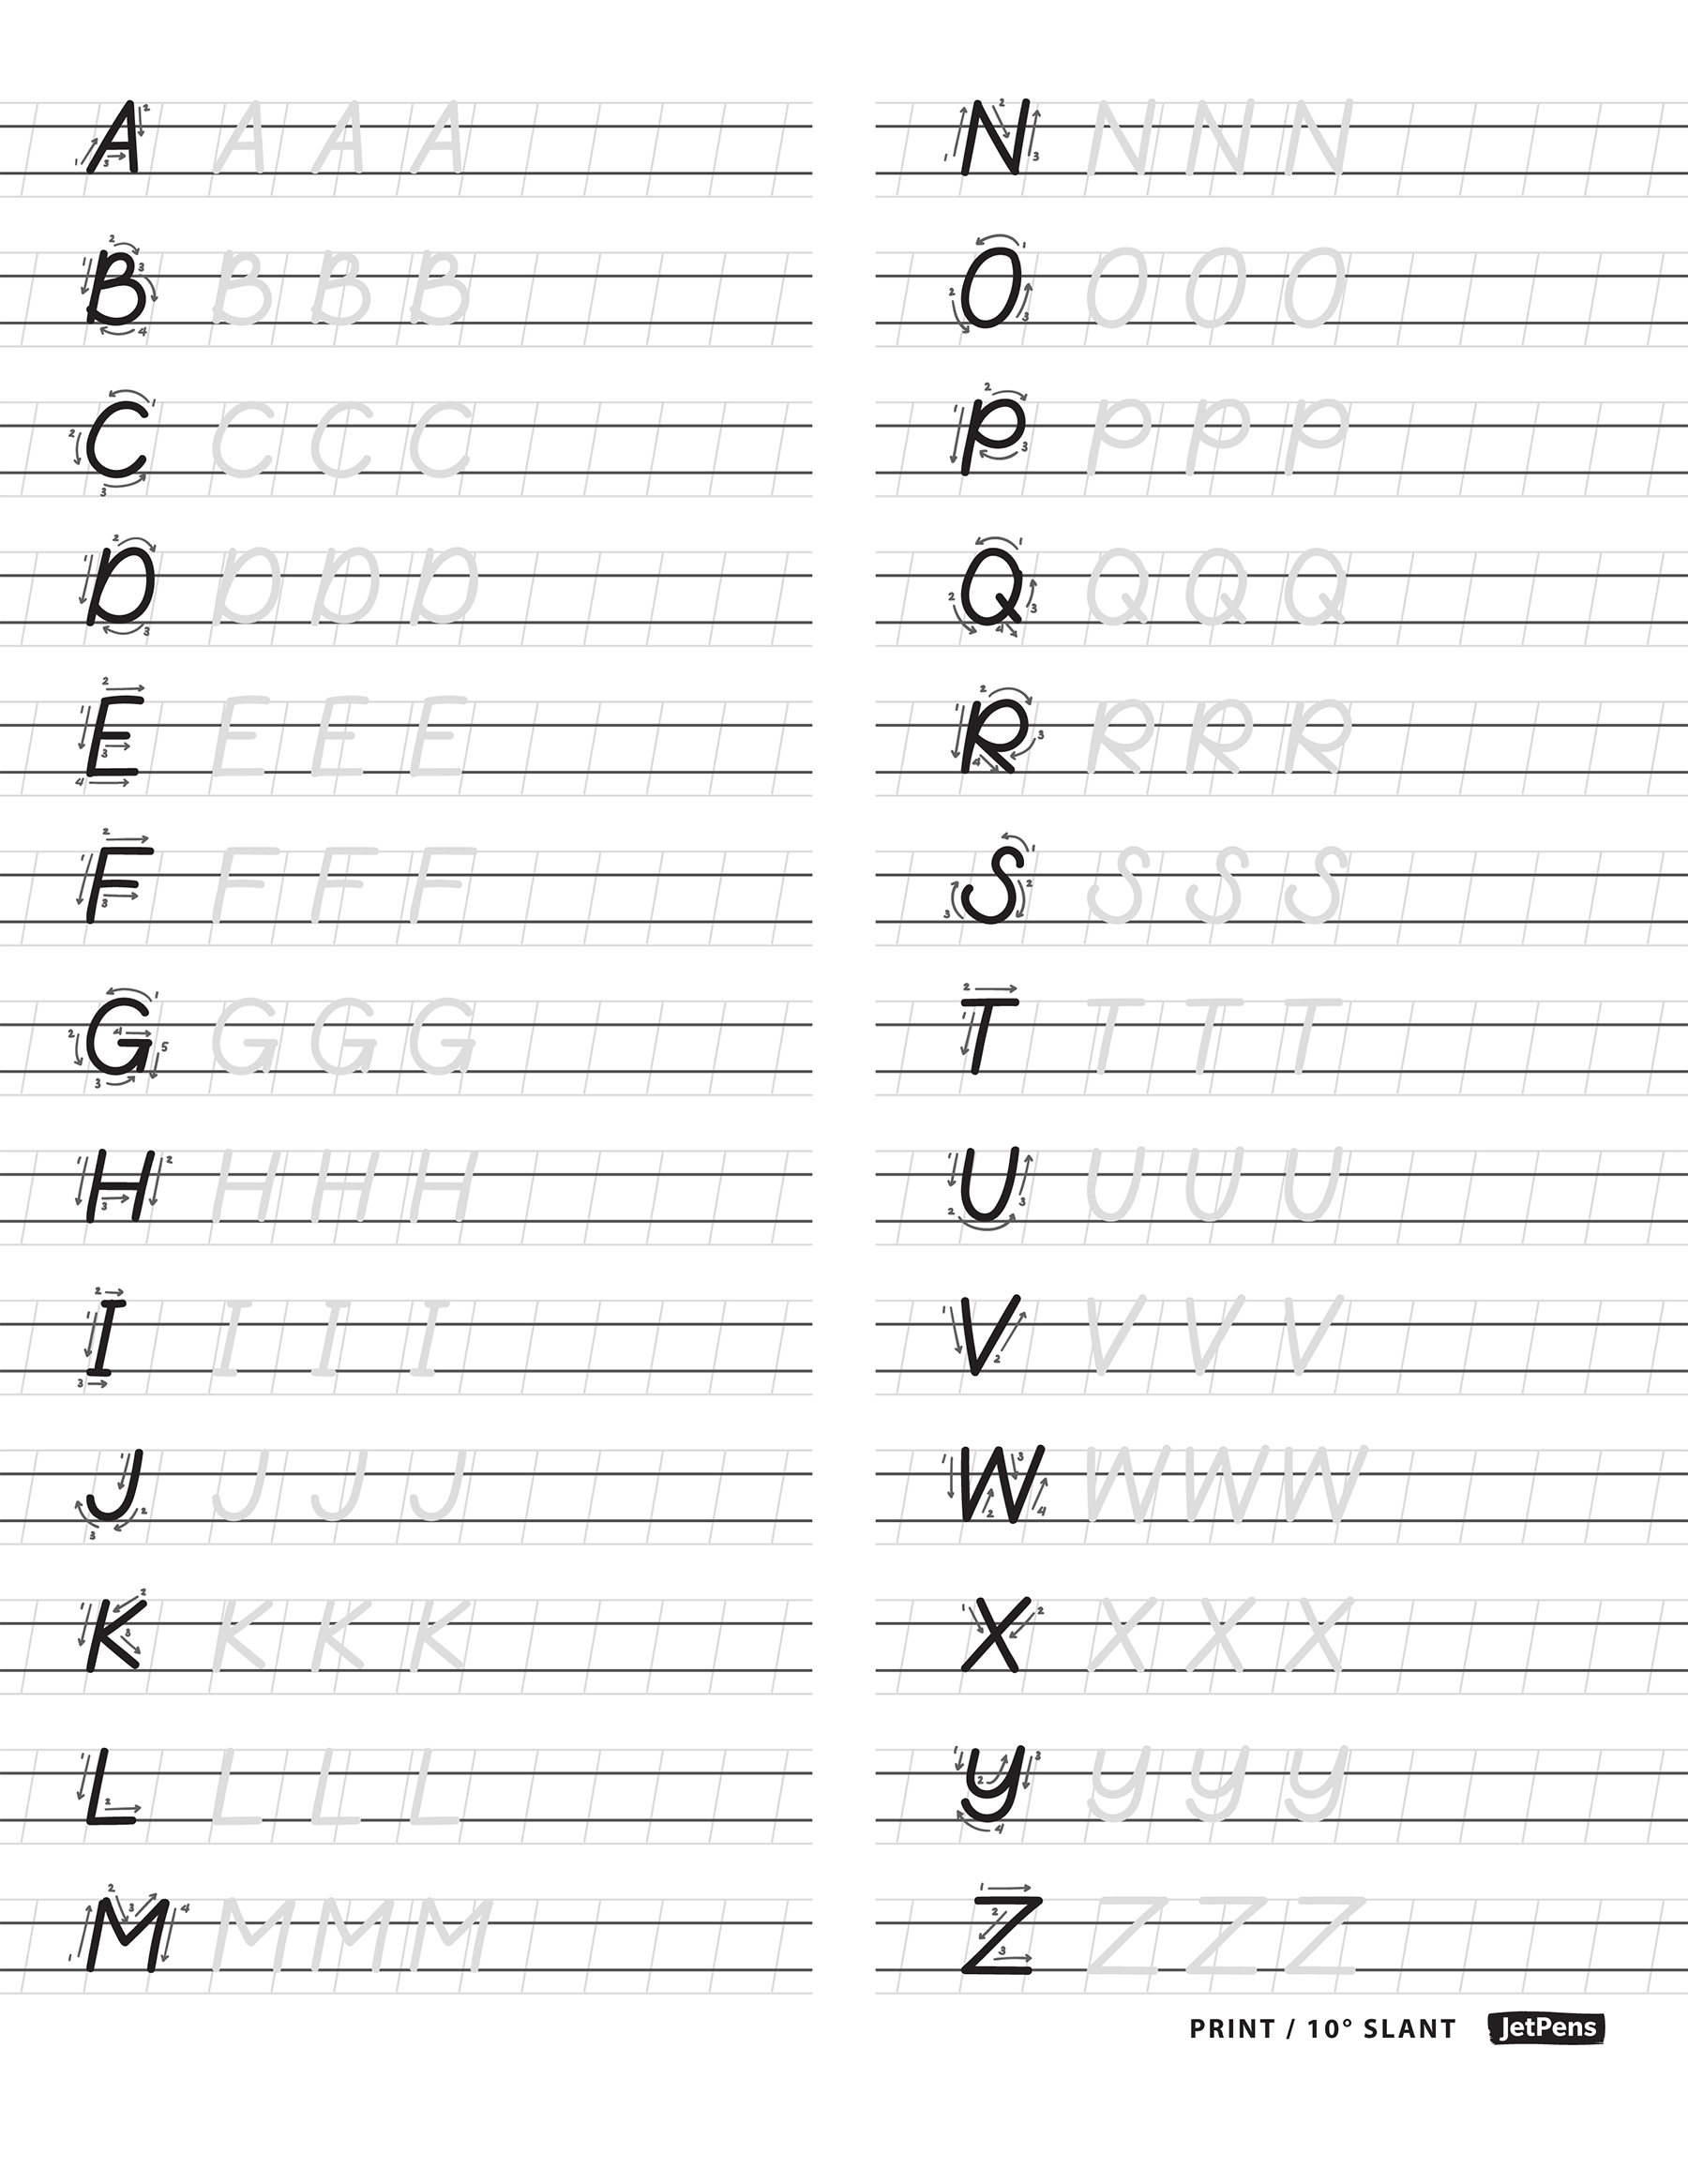 A A A A
B B B B
C C C C
D D D D
E E E E
F F F F
G G G G
H H H H
I I I I
J J J J
K K K K
L L L L
M M M M
N N N N
O O O O
P P P P
Q Q Q Q
R R R R
S S S S
T T T T
U U U U
V V V V
W W W W
X X X X
Y Y Y Y
Z Z Z Z
PRINT / 10° SLANT JetPens